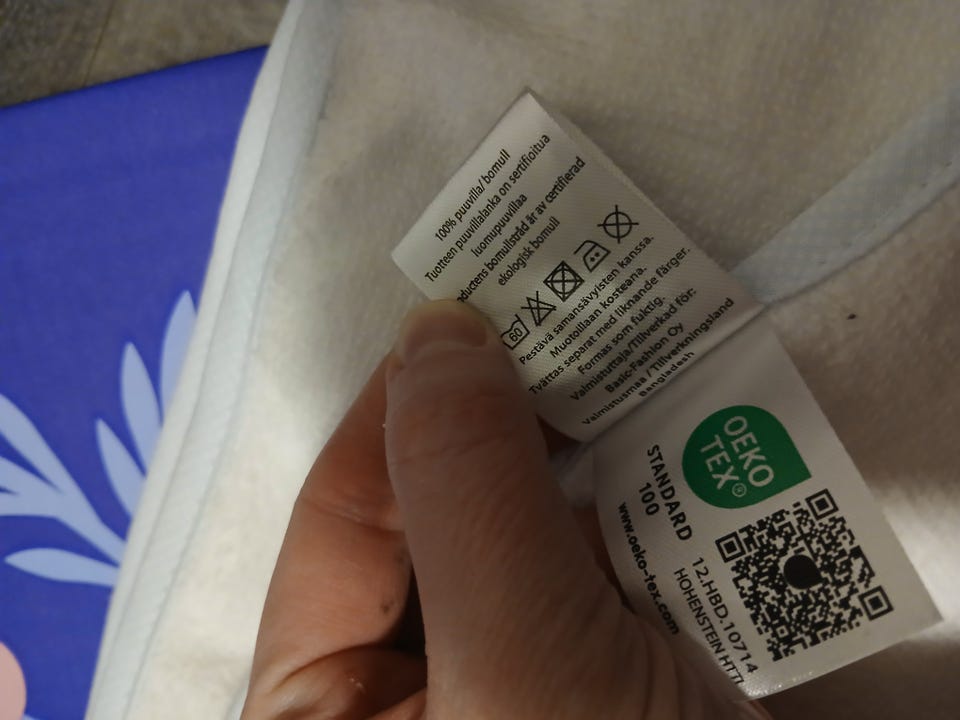 100% puuvilla/ bomull
Tuotteen puuvillalanka on sertifioitua
luomupuuvillaa
ductens bomullstråd är av certifierad
ekologisk bomull
60
Pestävä samansävyisten kanssa.
Muotoillaan kosteana.
Tvättas separat med liknande färger.
Formas som fuktig.
Valmistuttaja/Tillverkad för:
Basic-Fashion Oy
Valmistusmaa / Tillverkningsland
Bangladesh
OEKO
TEX®
STANDARD
100
www.oeko-tex.com
12.HBD.10714
HOHENSTEIN HTTI